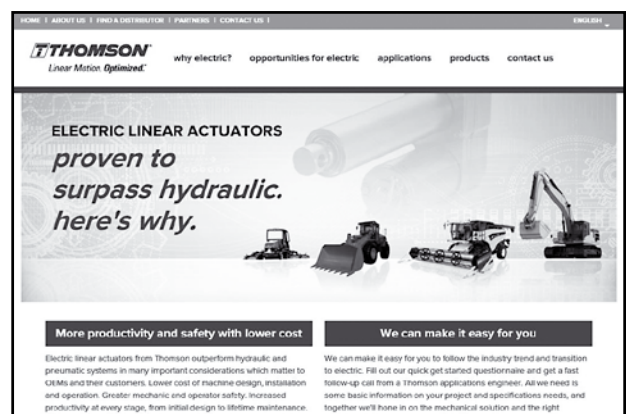 HOME | ABOUT US | FIND A DISTRIBUTOR | PARTNERS | CONTACT US |
ENGLISH
THOMSON
Linear Motion. Optimized.™
why electric? opportunities for electric applications products contact us
ELECTRIC LINEAR ACTUATORS
proven to
surpass hydraulic.
here's why.
More productivity and safety with lower cost
Electric linear actuators from Thomson outperform hydraulic and
pneumatic systems in many important considerations which matter to
OEMs and their customers. Lower cost of machine design, installation
and operation. Greater mechanic and operator safety. Increased
productivity at every stage, from initial design to lifetime maintenance.
We can make it easy for you
We can make it easy for you to follow the industry trend and transition
to electric. Fill out our quick get started questionnaire and get a fast
follow-up call from a Thomson applications engineer. All we need is
some basic information on your project and specifications needs, and
together we'll hone in on the mechanical solution and the right